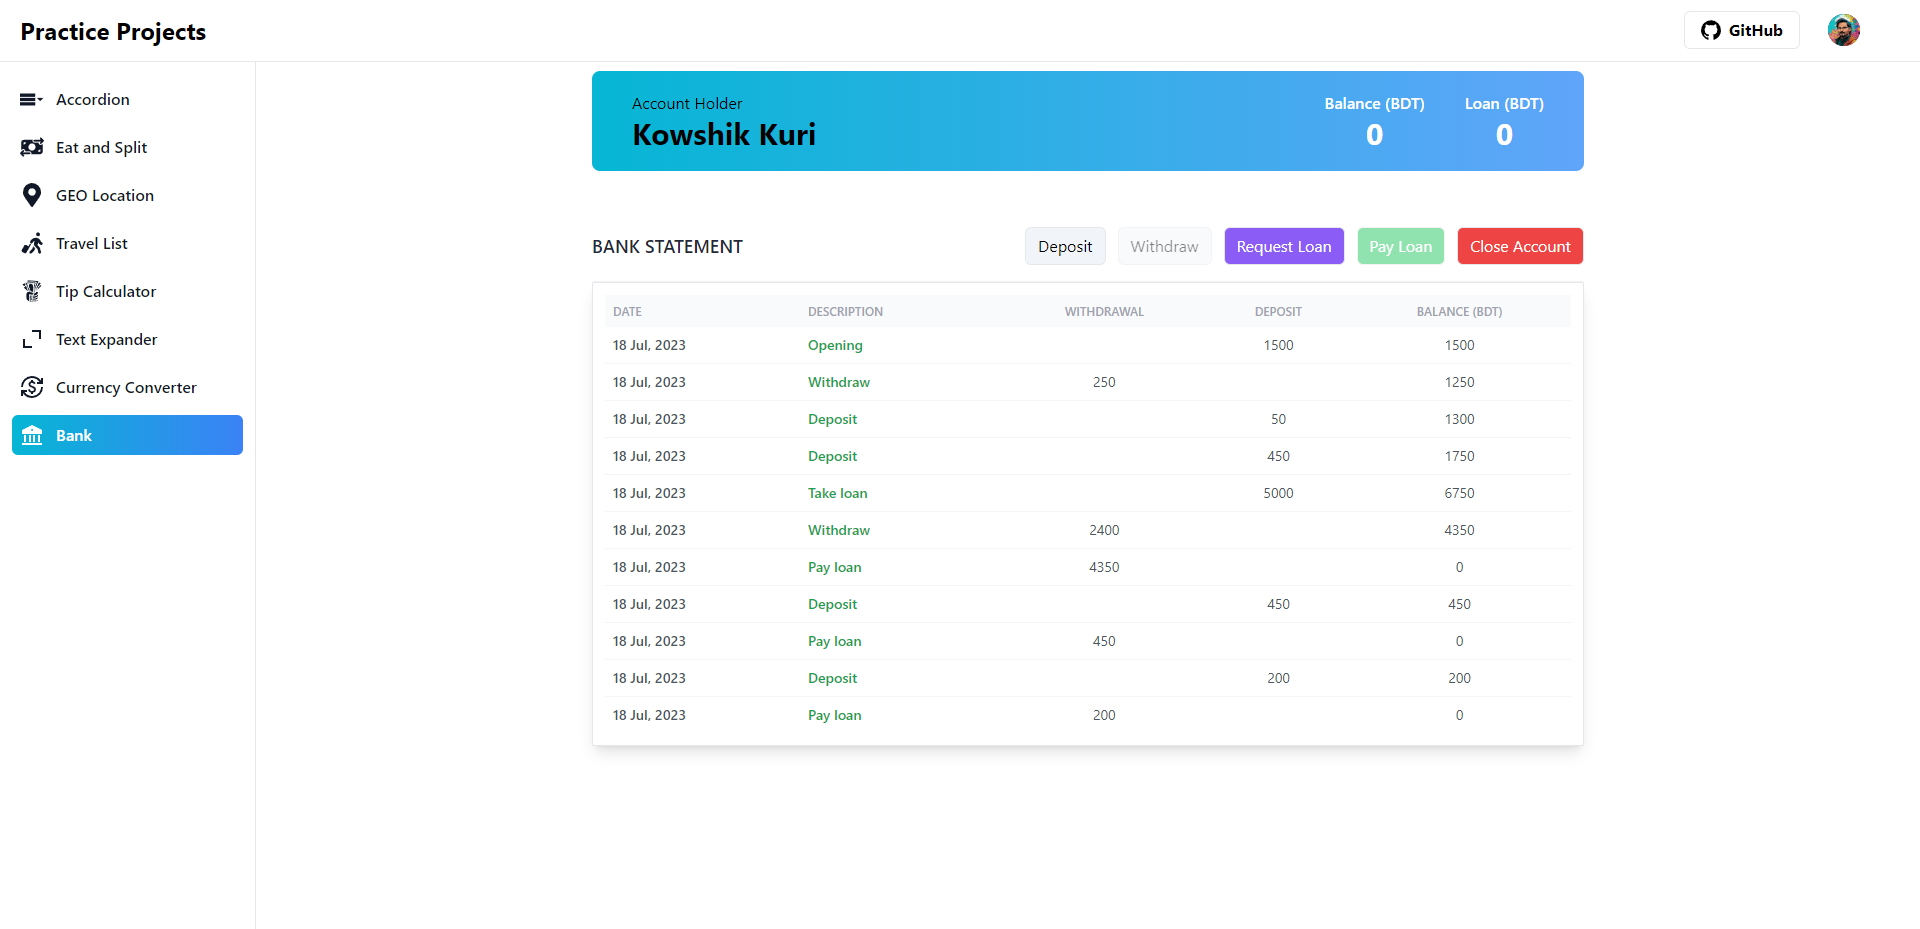 Practice Projects
GitHub
Accordion
Eat and Split
GEO Location
Travel List
Tip Calculator
Text Expander
Currency Converter
Bank
Account Holder
Kowshik Kuri
Balance (BDT) Loan (BDT)
0 0
BANK STATEMENT Deposit Withdraw Request Loan Pay Loan Close Account
DATE DESCRIPTION WITHDRAWAL DEPOSIT BALANCE (BDT)
18 Jul, 2023 Opening 1500 1500
18 Jul, 2023 Withdraw 250 1250
18 Jul, 2023 Deposit 50 1300
18 Jul, 2023 Deposit 450 1750
18 Jul, 2023 Take loan 5000 6750
18 Jul, 2023 Withdraw 2400 4350
18 Jul, 2023 Pay loan 4350 0
18 Jul, 2023 Deposit 450 450
18 Jul, 2023 Pay loan 450 0
18 Jul, 2023 Deposit 200 200
18 Jul, 2023 Pay loan 200 0